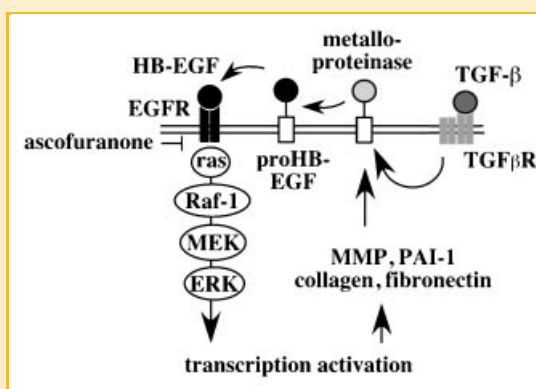 metallo-
proteinase
HB-EGF
TGF-β
EGFR
ascofuranone
proHB-
EGF
TGFβR
ras
Raf-1
MEK
ERK
MMP, PAI-1
collagen, fibronectin
transcription activation